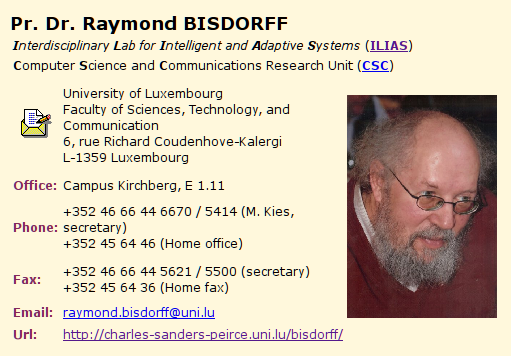 Pr. Dr. Raymond BISDORFF
Interdisciplinary Lab for Intelligent and Adaptive Systems (ILIAS)
Computer Science and Communications Research Unit (CSC)
University of Luxembourg
Faculty of Sciences, Technology, and
Communication
6, rue Richard Coudenhove-Kalergi
L-1359 Luxembourg
Office: Campus Kirchberg, E 1.11
Phone: +352 46 66 44 6670 / 5414 (M. Kies,
secretary)
+352 45 64 46 (Home office)
Fax: +352 46 66 44 5621 / 5500 (secretary)
+352 45 64 36 (Home fax)
Email: raymond.bisdorff@uni.lu
Url: http://charles-sanders-peirce.uni.lu/bisdorff/